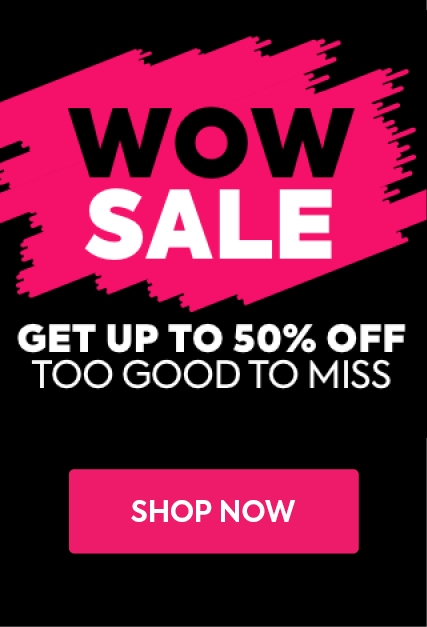 WOW
SALE
GET UP TO 50% OFF
TOO GOOD TO MISS
SHOP NOW